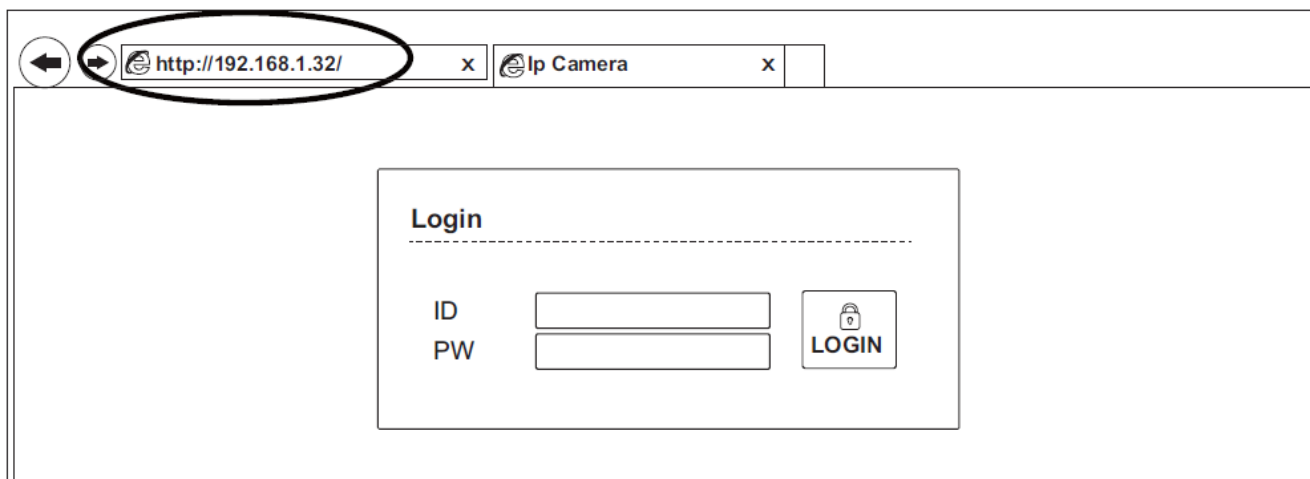 http://192.168.1.32/ x Ip Camera x
Login
ID
PW
LOGIN